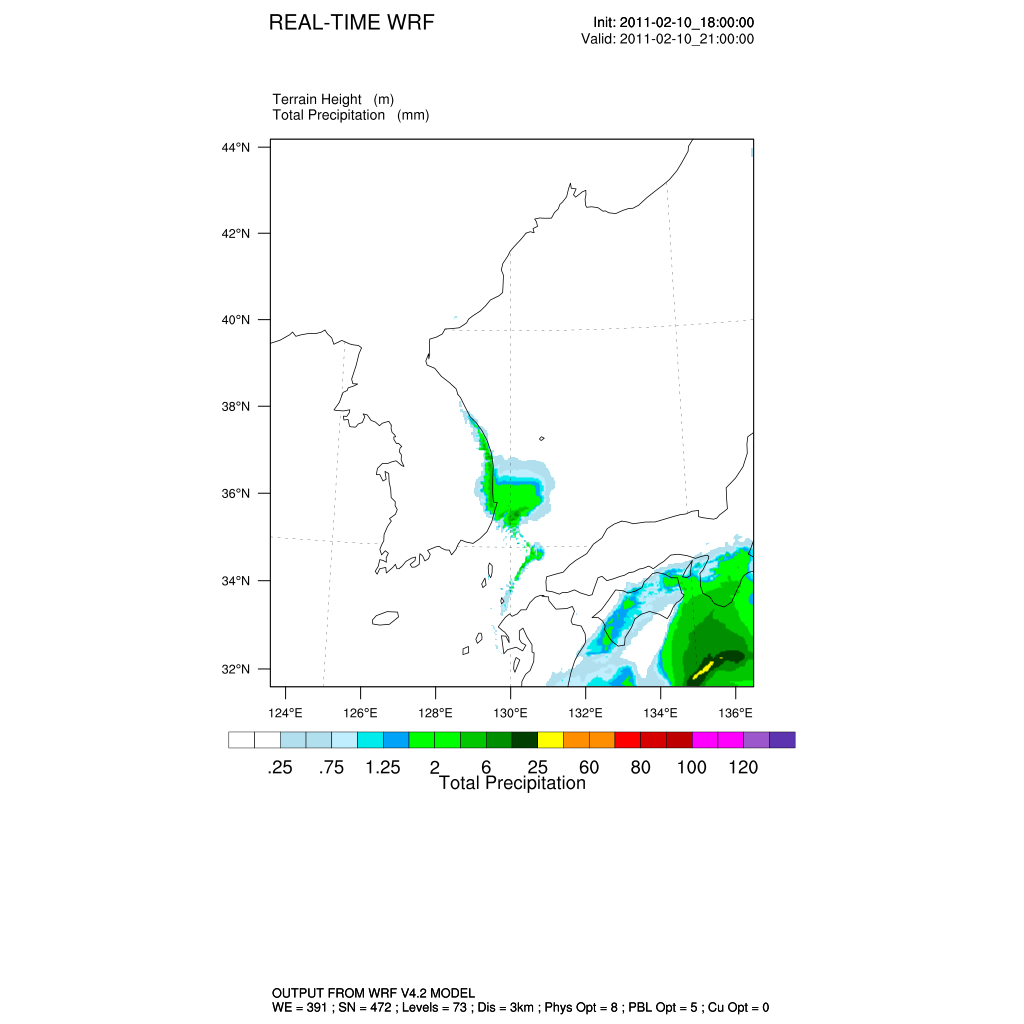 REAL-TIME WRF
Init: 2011-02-10_18:00:00
Valid: 2011-02-10_21:00:00
Terrain Height (m)
Total Precipitation (mm)
44°N
42°N
40°N
38°N
36°N
34°N
32°N
124°E 126°E 128°E 130°E 132°E 134°E 136°E
.25 .75 1.25 2 6 25 60 80 100 120
Total Precipitation
OUTPUT FROM WRF V4.2 MODEL
WE = 391 ; SN = 472 ; Levels = 73 ; Dis = 3km ; Phys Opt = 8 ; PBL Opt = 5 ; Cu Opt = 0